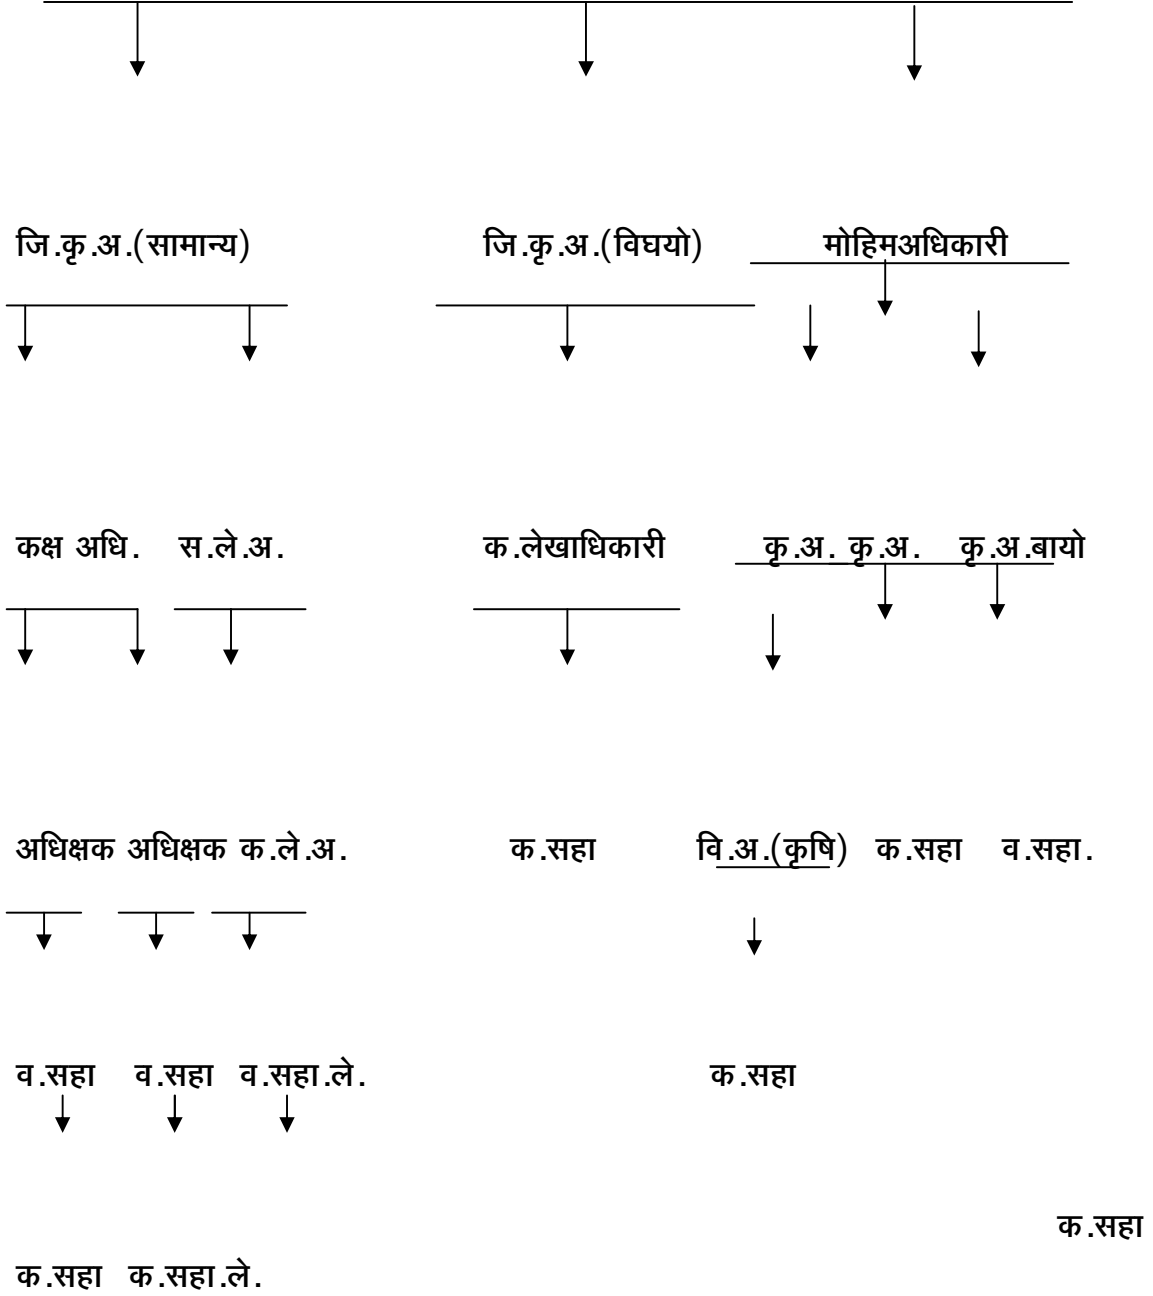 जि.कृ.अ.(सामान्य) जि.कृ.अ.(विघयो) मोहिमअधिकारी
कक्ष अधि. स.ले.अ. क.लेखाधिकारी कृ.अ. कृ.अ. कृ.अ.बायो
अधिक्षक अधिक्षक क.ले.अ. क.सहा वि.अ.(कृषि) क.सहा व.सहा.
व.सहा व.सहा व.सहा.ले. क.सहा
क.सहा
क.सहा क.सहा.ले.